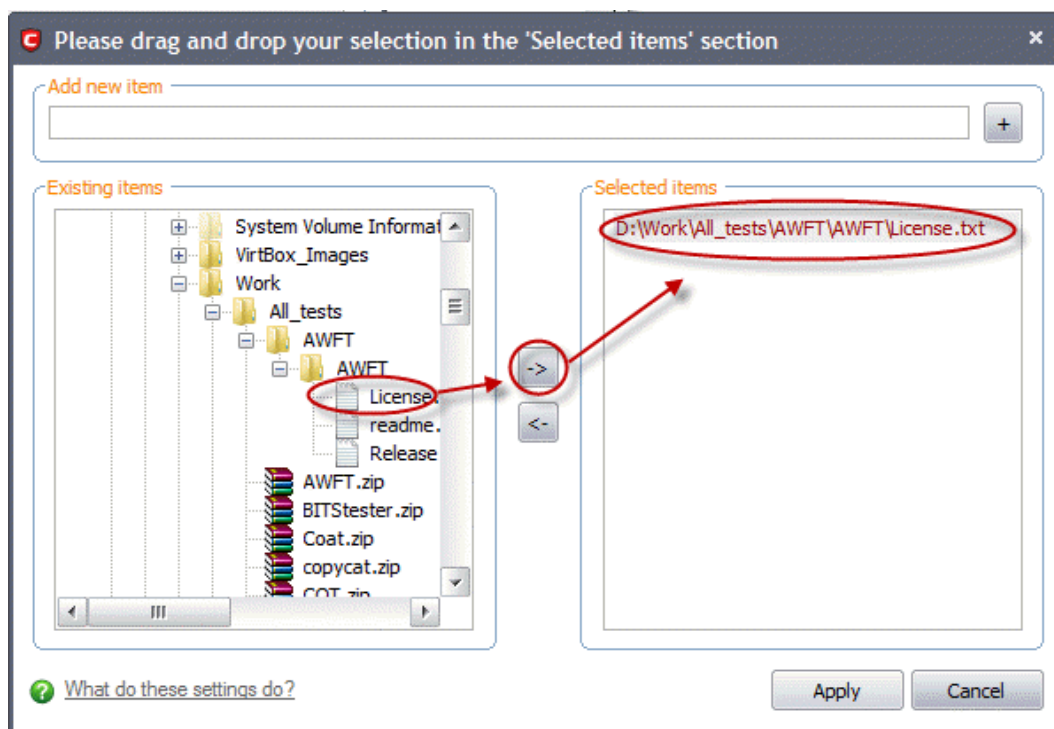 Please drag and drop your selection in the 'Selected items' section
Add new item
+
Existing items
System Volume Informat
VirtBox_Images
Work
All_tests
AWFT
AWFT
License.
readme.
Release
AWFT.zip
BITStester.zip
Coat.zip
copycat.zip
COT.zip
->
<-
Selected items
D:\Work\All_tests\AWFT\AWFT\License.txt
What do these settings do?
Apply
Cancel